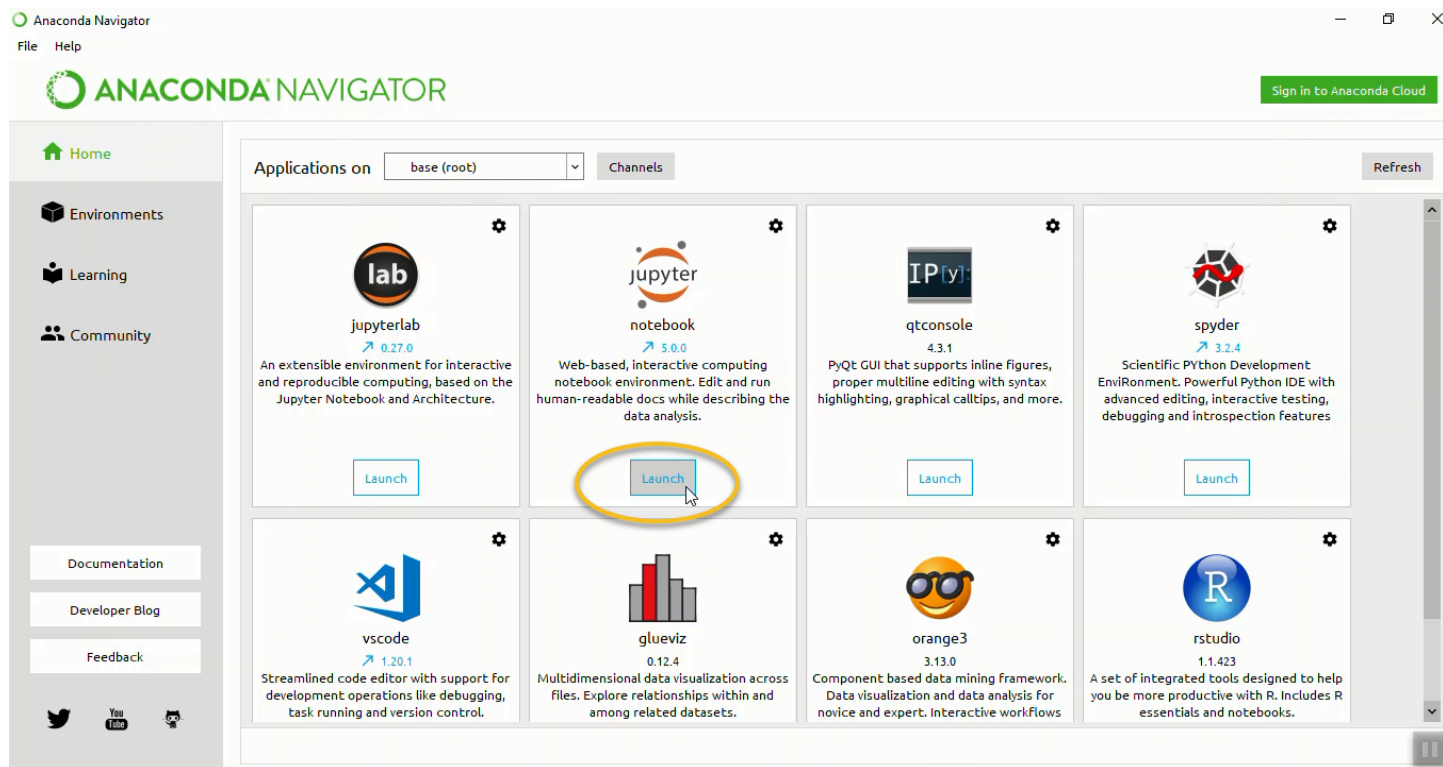 Anaconda Navigator
File Help
ANACONDA NAVIGATOR
Sign in to Anaconda Cloud
Home
Environments
Learning
Community
Documentation
Developer Blog
Feedback
You
Tube
Applications on base (root) Channels Refresh
lab
jupyterlab
0.27.0
An extensible environment for interactive
and reproducible computing, based on the
Jupyter Notebook and Architecture.
Launch
jupyter
notebook
5.0.0
Web-based, interactive computing
notebook environment. Edit and run
human-readable docs while describing the
data analysis.
Launch
IP[y]:
qtconsole
4.3.1
PyQt GUI that supports inline figures,
proper multiline editing with syntax
highlighting, graphical calltips, and more.
Launch
spyder
3.2.4
Scientific PYthon Development
EnviRonment. Powerful Python IDE with
advanced editing, interactive testing,
debugging and introspection features
Launch
vscode
1.20.1
Streamlined code editor with support for
development operations like debugging,
task running and version control.
glueviz
0.12.4
Multidimensional data visualization across
files. Explore relationships within and
among related datasets.
orange3
3.13.0
Component based data mining framework.
Data visualization and data analysis for
novice and expert. Interactive workflows
R
rstudio
1.1.423
A set of integrated tools designed to help
you be more productive with R. Includes R
essentials and notebooks.